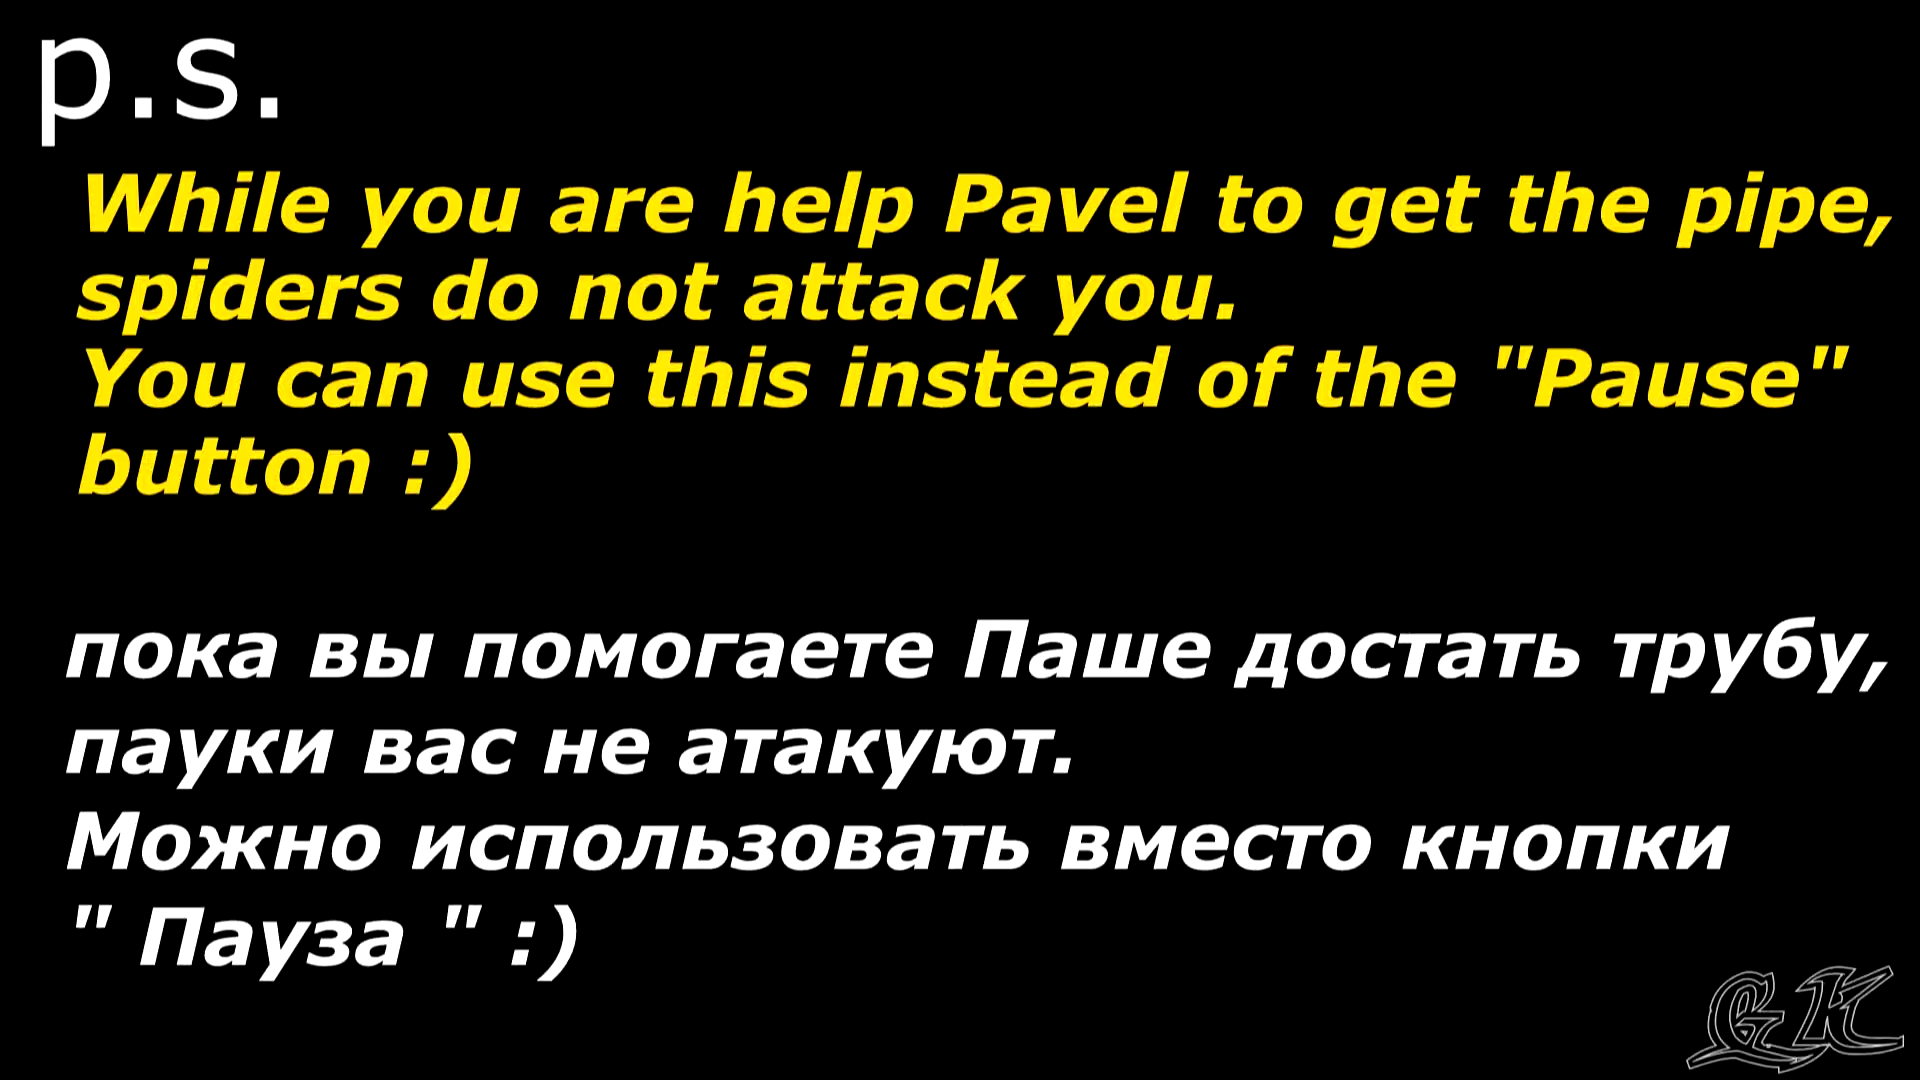 p.s.
While you are help Pavel to get the pipe,
spiders do not attack you.
You can use this instead of the "Pause"
button :)
пока вы помогаете Паше достать трубу,
пауки вас не атакуют.
Можно использовать вместо кнопки
" Пауза " :)
GK